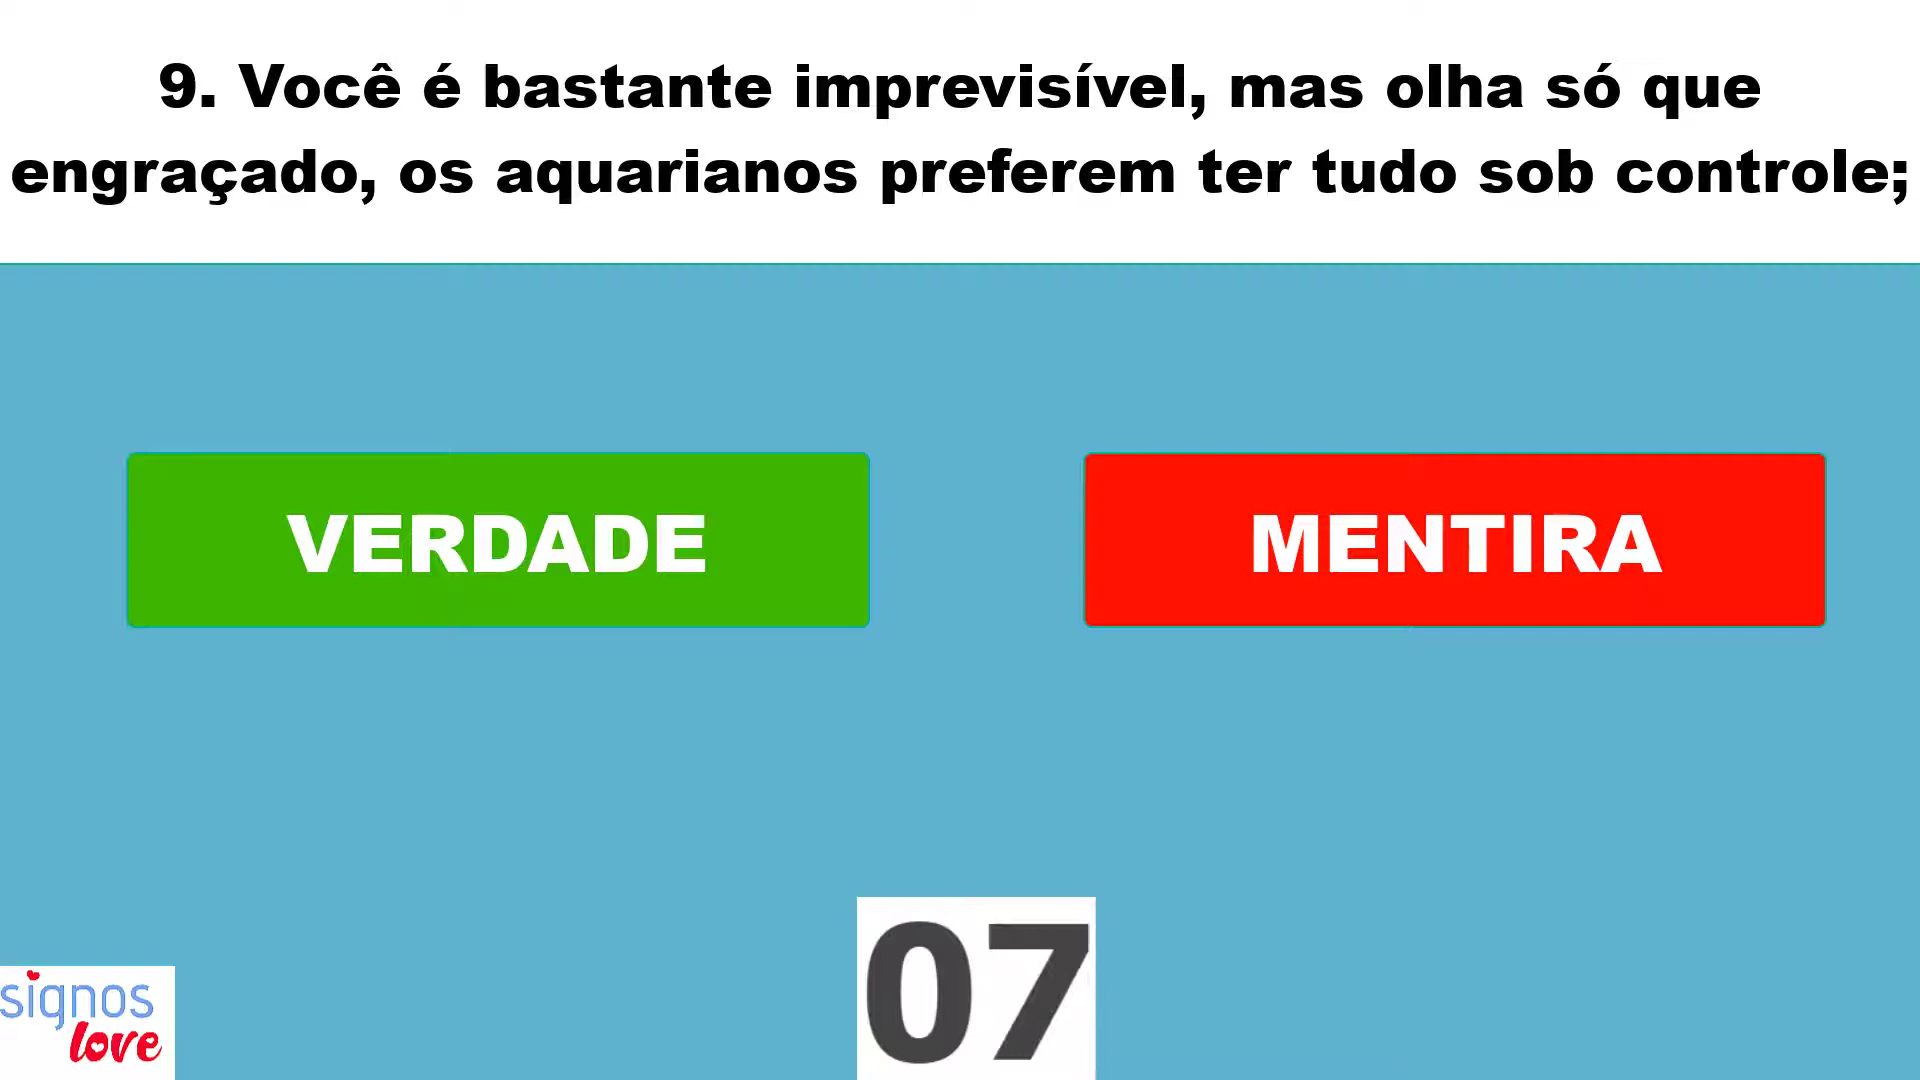 9. Você é bastante imprevisível, mas olha só que
engraçado, os aquarianos preferem ter tudo sob controle;
VERDADE
MENTIRA
07
signos
love